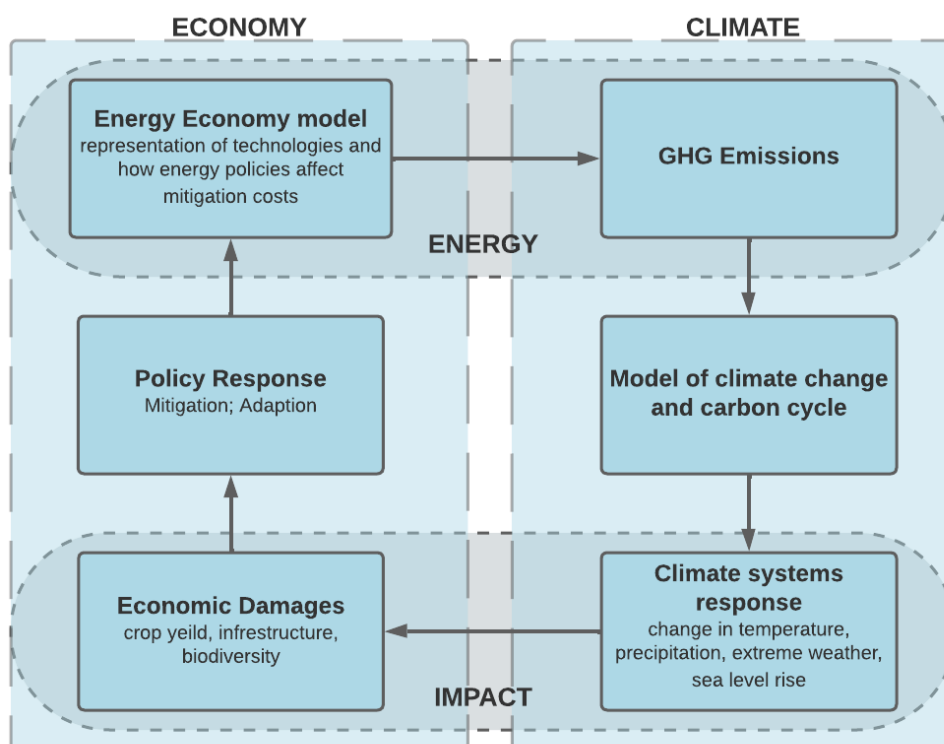 ECONOMY
CLIMATE
Energy Economy model
representation of technologies and
how energy policies affect
mitigation costs
GHG Emissions
ENERGY
Policy Response
Mitigation; Adaption
Model of climate change
and carbon cycle
Economic Damages
crop yeild, infrestructure,
biodiversity
Climate systems
response
change in temperature,
precipitation, extreme weather,
sea level rise
IMPACT